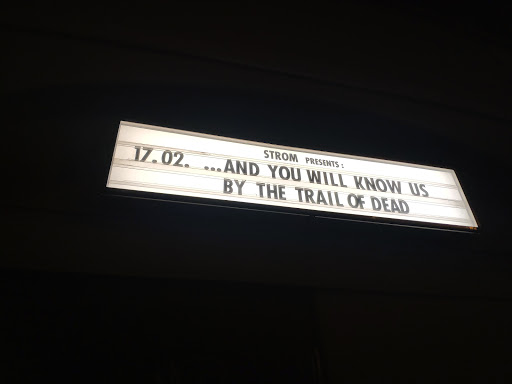 STROM PRESENTS:
17.02. ...AND YOU WILL KNOW US
BY THE TRAIL OF DEAD